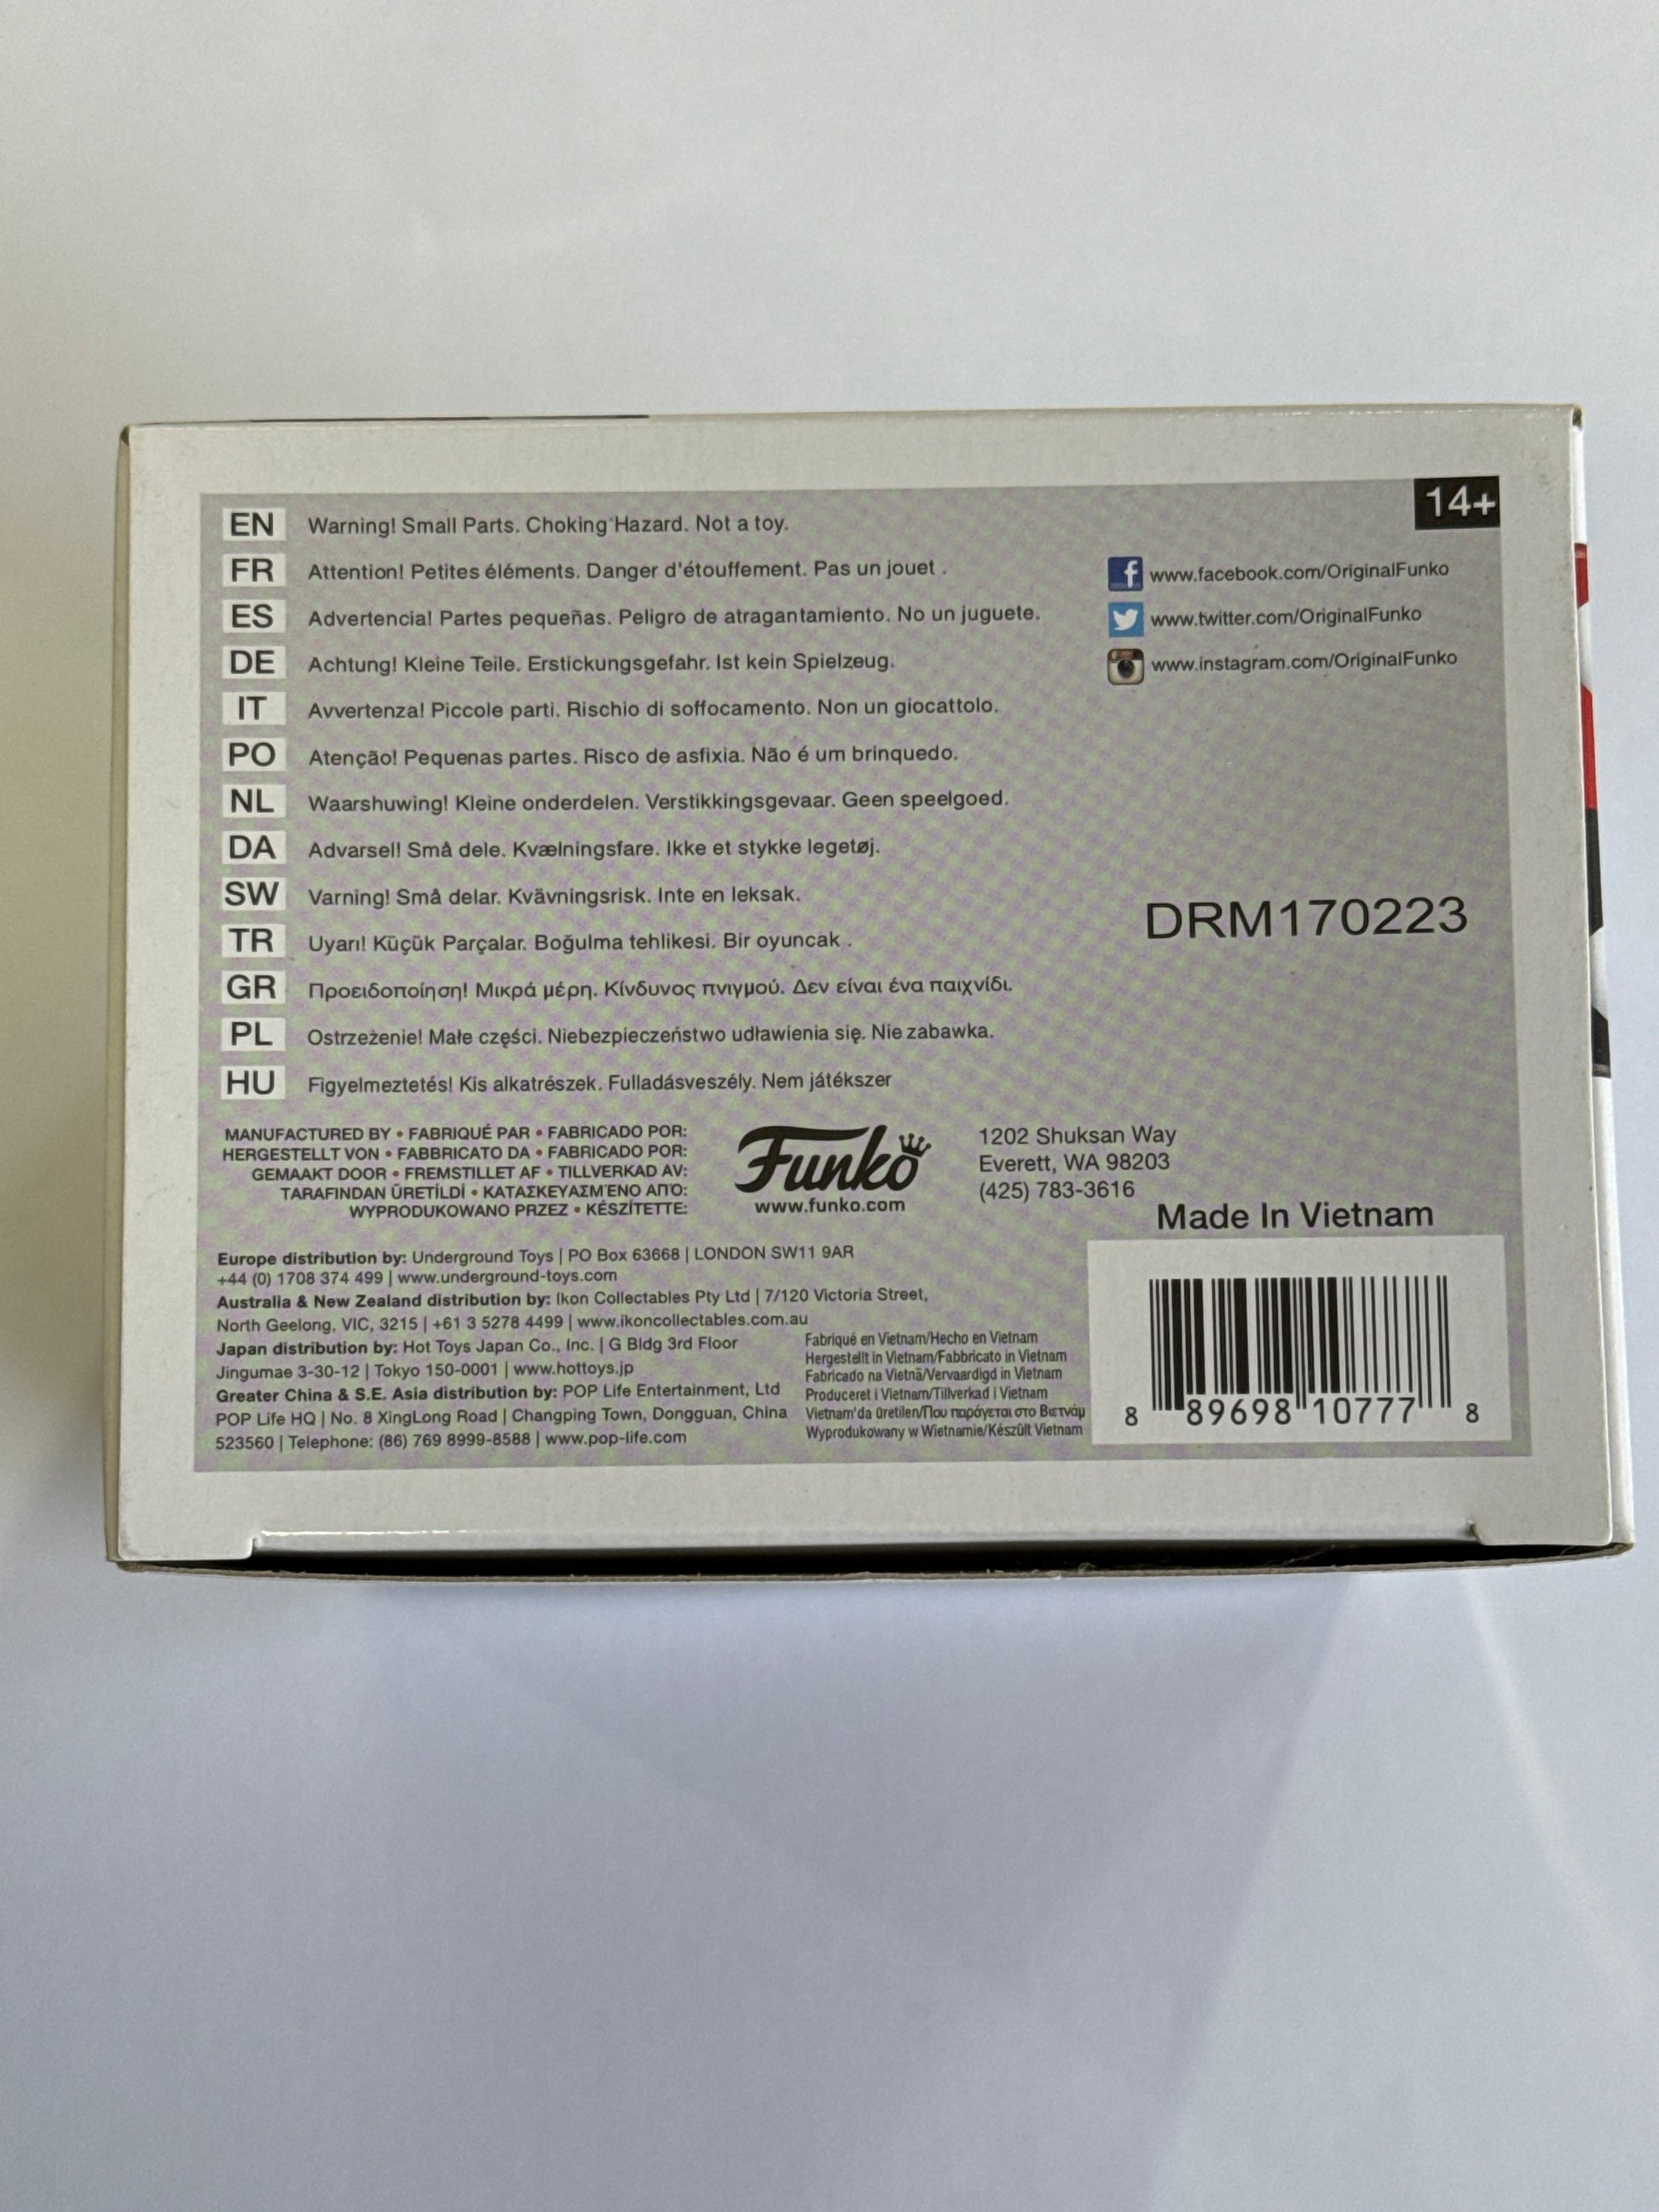 14+
EN Warning! Small Parts. Choking Hazard. Not a toy.
FR Attention! Petites éléments. Danger d'étouffement. Pas un jouet .
ES Advertencia! Partes pequeñas. Peligro de atragantamiento. No un juguete.
DE Achtung! Kleine Teile. Erstickungsgefahr. Ist kein Spielzeug.
IT Avvertenza! Piccole parti. Rischio di soffocamento. Non un giocattolo.
PO Atenção! Pequenas partes. Risco de asfixia. Não é um brinquedo.
NL Waarshuwing! Kleine onderdelen. Verstikkingsgevaar. Geen speelgoed.
DA Advarsel! Små dele. Kvælningsfare. Ikke et stykke legetøj.
SW Varning! Små delar. Kvävningsrisk. Inte en leksak.
TR Uyarı! Küçük Parçalar. Boğulma tehlikesi. Bir oyuncak .
GR Προειδοποίηση! Μικρά μέρη. Κίνδυνος πνιγμού. Δεν είναι ένα παιχνίδι.
PL Ostrzeżenie! Małe części. Niebezpieczeństwo udławienia się. Nie zabawka.
HU Figyelmeztetés! Kis alkatrészek. Fulladásveszély. Nem játékszer
www.facebook.com/OriginalFunko
www.twitter.com/OriginalFunko
www.instagram.com/OriginalFunko
DRM170223
MANUFACTURED BY • FABRIQUÉ PAR • FABRICADO POR:
HERGESTELLT VON • FABBRICATO DA • FABRICADO POR:
GEMAAKT DOOR • FREMSTILLET AF • TILLVERKAD AV:
TARAFINDAN ÜRETİLDİ • ΚΑΤΑΣΚΕΥΑΣΜΈΝΟ ΑΠΌ:
WYPRODUKOWANO PRZEZ • KÉSZÍTETTE:
Funko
www.funko.com
1202 Shuksan Way
Everett, WA 98203
(425) 783-3616
Made In Vietnam
Europe distribution by: Underground Toys | PO Box 63668 | LONDON SW11 9AR
+44 (0) 1708 374 499 | www.underground-toys.com
Australia & New Zealand distribution by: Ikon Collectables Pty Ltd | 7/120 Victoria Street,
North Geelong, VIC, 3215 | +61 3 5278 4499 | www.ikoncollectables.com.au
Japan distribution by: Hot Toys Japan Co., Inc. | G Bldg 3rd Floor
Jingumae 3-30-12 | Tokyo 150-0001 | www.hottoys.jp
Greater China & S.E. Asia distribution by: POP Life Entertainment, Ltd
POP Life HQ | No. 8 XingLong Road | Changping Town, Dongguan, China
523560 | Telephone: (86) 769 8999-8588 | www.pop-life.com
Fabriqué en Vietnam/Hecho en Vietnam
Hergestellt in Vietnam/Fabbricato in Vietnam
Fabricado na Vietnã/Vervaardigd in Vietnam
Produceret i Vietnam/Tillverkad i Vietnam
Vietnam'da üretilen/Που παράγεται στο Βιετνάμ
Wyprodukowany w Wietnamie/Készült Vietnam
8 89698 10777 8